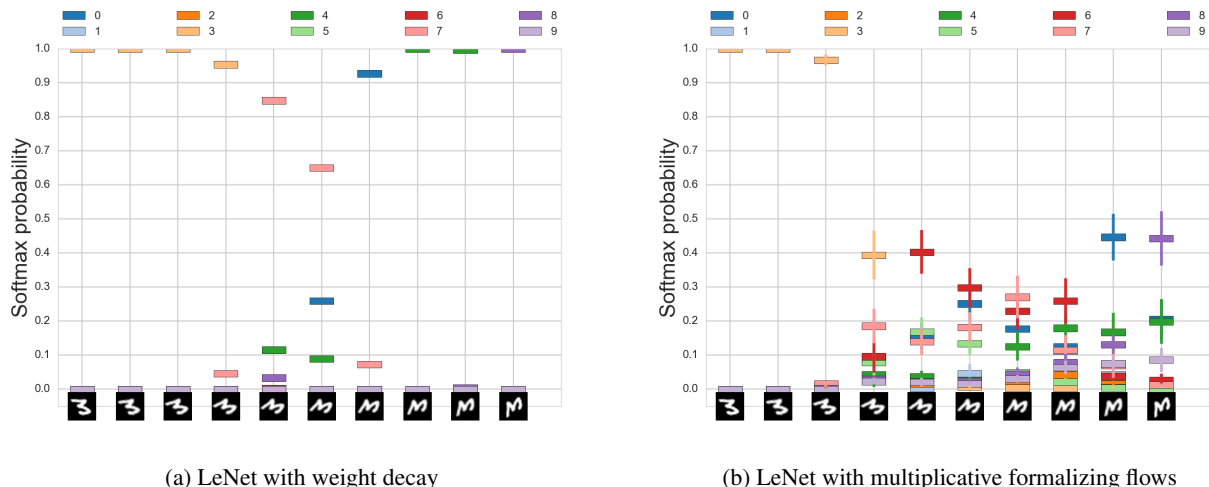 0 2 4 6 8
1 3 5 7 9
1.0
0.9
0.8
0.7
0.6
0.5
0.4
0.3
0.2
0.1
0.0
Softmax probability
(a) LeNet with weight decay
0 2 4 6 8
1 3 5 7 9
1.0
0.9
0.8
0.7
0.6
0.5
0.4
0.3
0.2
0.1
0.0
Softmax probability
(b) LeNet with multiplicative formalizing flows